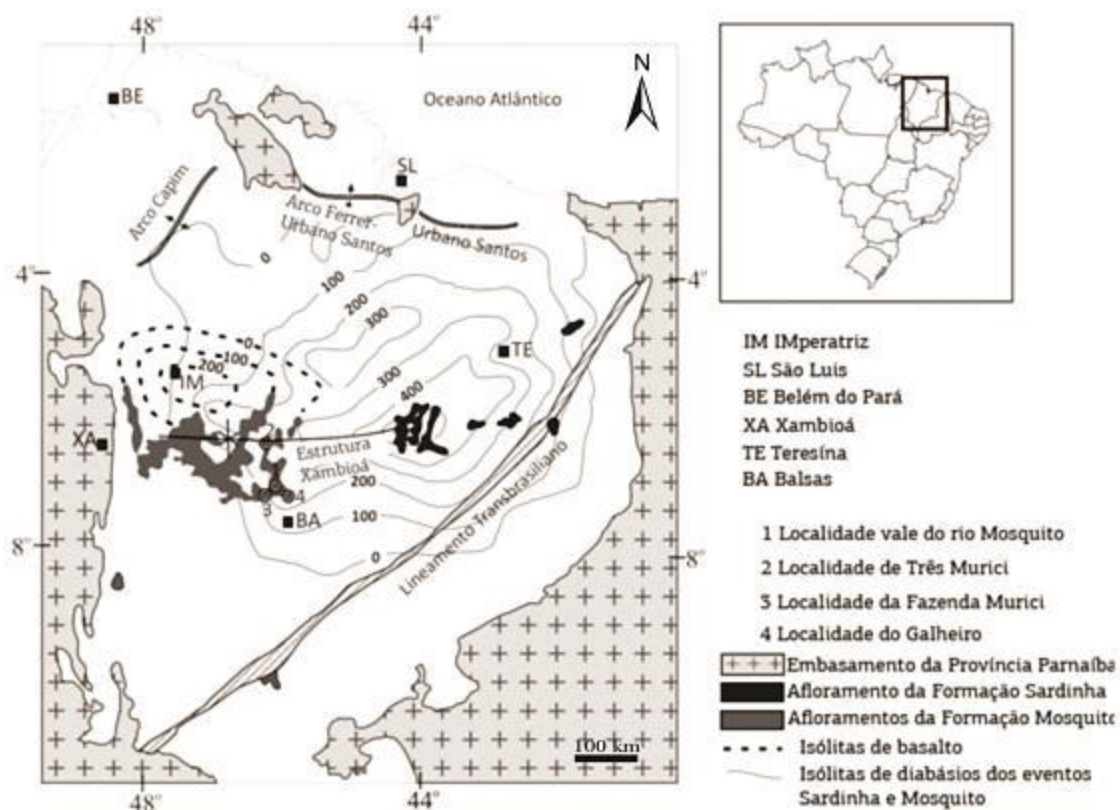 48°
44°
N
BE
Oceano Atlântico
SL
Arco Capim
Arco Ferrer-
Urbano Santos
Urbano Santos
4°
4°
0
100
200
300
0
100
200
IM
TE
300
400
XA
Estrutura
Xambioá
4
3
BA
200
100
0
Lineamento Transbrasiliano
8°
8°
100 km
48°
44°
IM IMperatriz
SL São Luis
BE Belém do Pará
XA Xambioá
TE Teresína
BA Balsas
1 Localidade vale do rio Mosquito
2 Localidade de Três Murici
3 Localidade da Fazenda Murici
4 Localidade do Galheiro
Embasamento da Província Parnaíba
Afloramento da Formação Sardinha
Afloramentos da Formação Mosquito
Isólitas de basalto
Isólitas de diabásios dos eventos
Sardinha e Mosquito